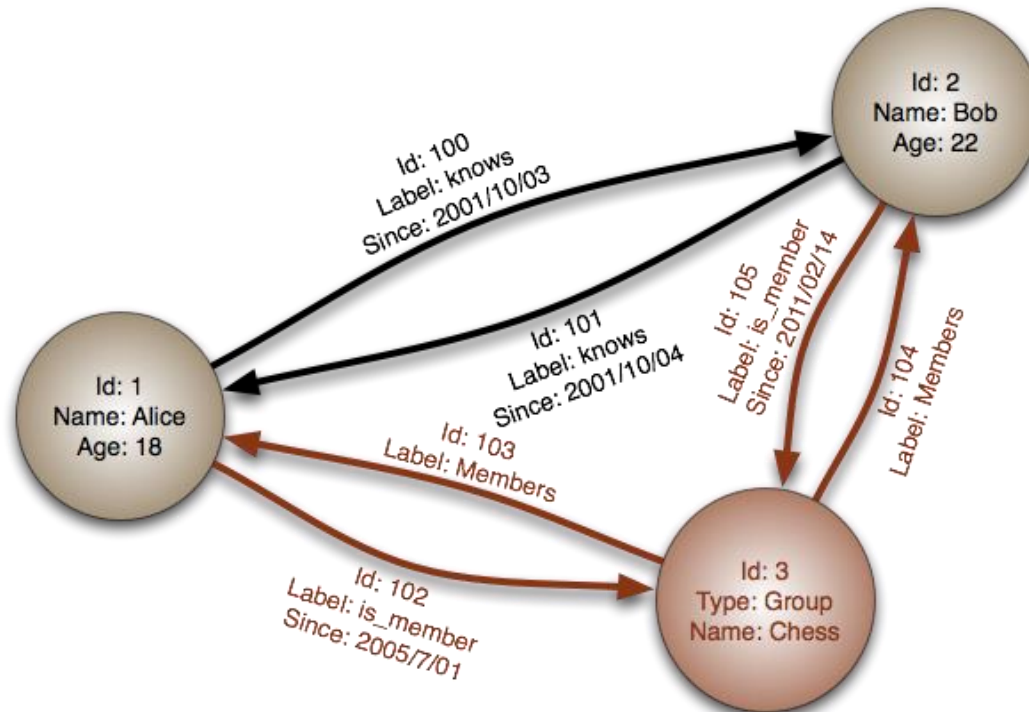 Id: 2
Name: Bob
Age: 22
Id: 100
Label: knows
Since: 2001/10/03
Id: 101
Label: knows
Since: 2001/10/04
Id: 105
Label: is_member
Since: 2011/02/14
Id: 104
Label: Members
Id: 1
Name: Alice
Age: 18
Id: 103
Label: Members
Id: 102
Label: is_member
Since: 2005/7/01
Id: 3
Type: Group
Name: Chess